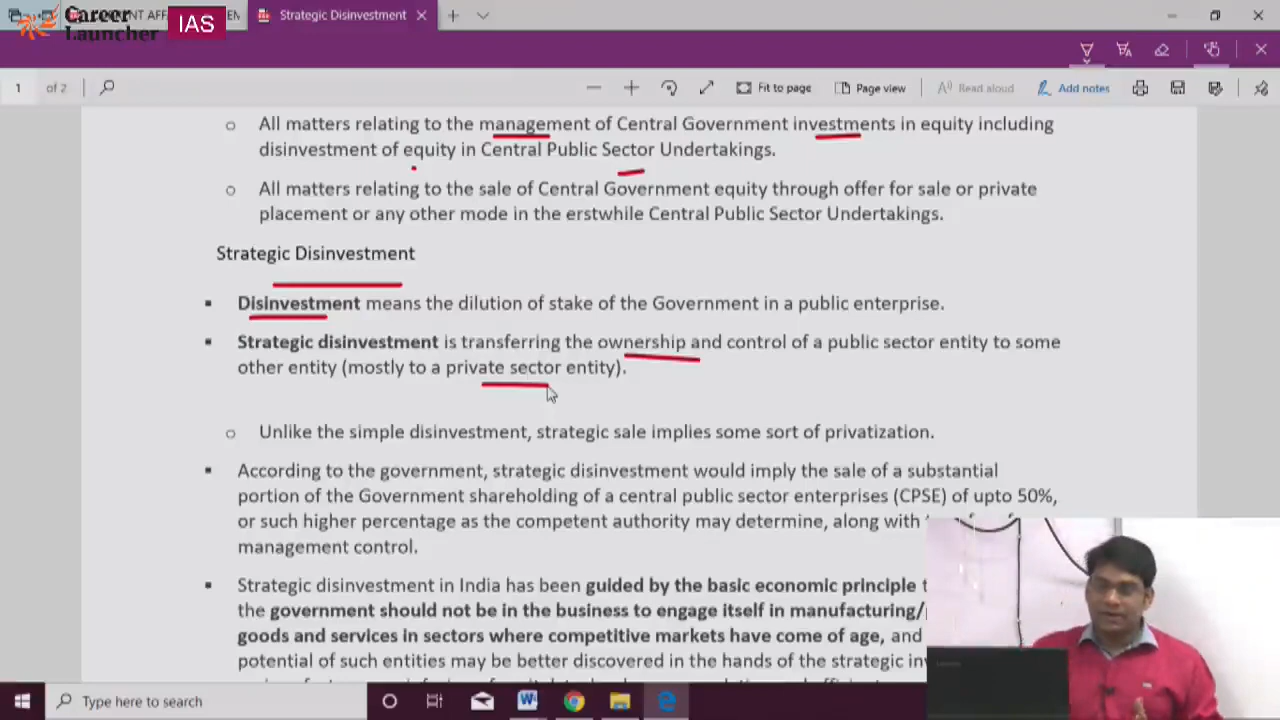 Career
Launcher
IAS
Strategic Disinvestment
1 of 2
Fit to page
Page view
Read aloud
Add notes
All matters relating to the management of Central Government investments in equity including
disinvestment of equity in Central Public Sector Undertakings.
All matters relating to the sale of Central Government equity through offer for sale or private
placement or any other mode in the erstwhile Central Public Sector Undertakings.
Strategic Disinvestment
Disinvestment means the dilution of stake of the Government in a public enterprise.
Strategic disinvestment is transferring the ownership and control of a public sector entity to some
other entity (mostly to a private sector entity).
Unlike the simple disinvestment, strategic sale implies some sort of privatization.
According to the government, strategic disinvestment would imply the sale of a substantial
portion of the Government shareholding of a central public sector enterprises (CPSE) of upto 50%,
or such higher percentage as the competent authority may determine, along with
management control.
Strategic disinvestment in India has been guided by the basic economic principle
the government should not be in the business to engage itself in manufacturing/
goods and services in sectors where competitive markets have come of age, and
potential of such entities may be better discovered in the hands of the strategic
Type here to search